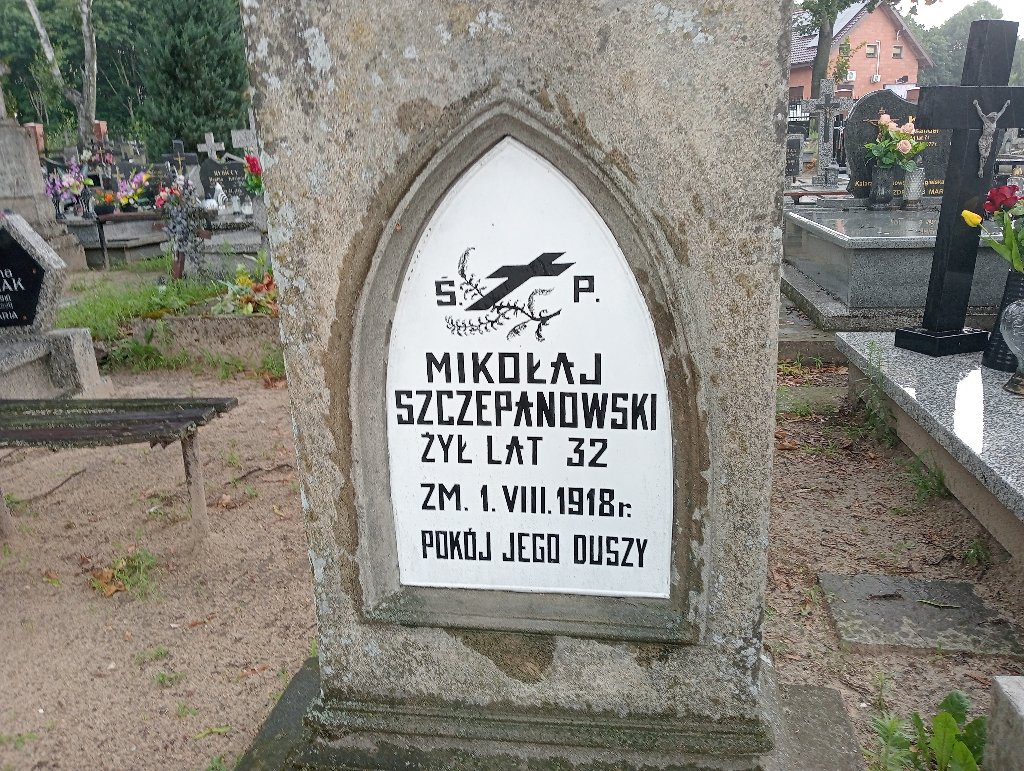 Ś. P.
MIKOŁAJ
SZCZEPANOWSKI
ŻYŁ LAT 32
ZM. 1. VIII. 1918 r.
POKÓJ JEGO DUSZY